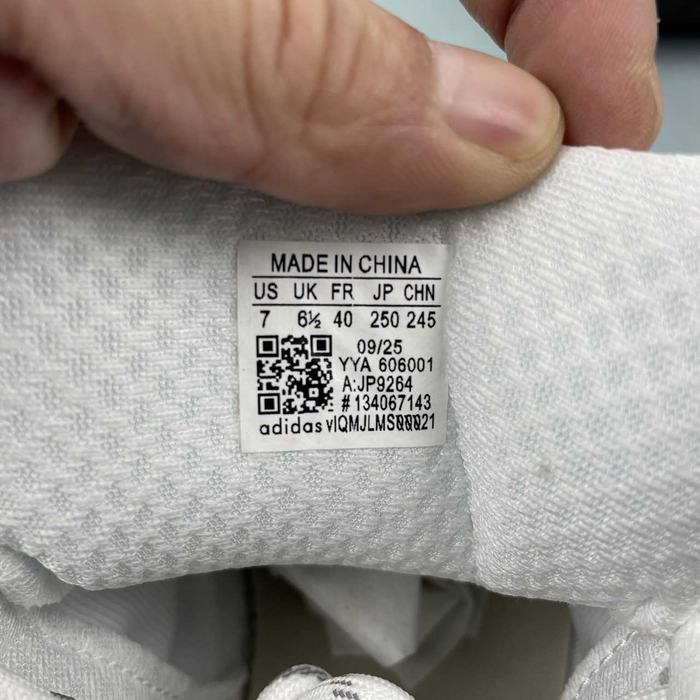 MADE IN CHINA
US UK FR JP CHN
7 6½ 40 250 245
09/25
YYA 606001
A:JP9264
#134067143
adidas vIQMJLMS00021